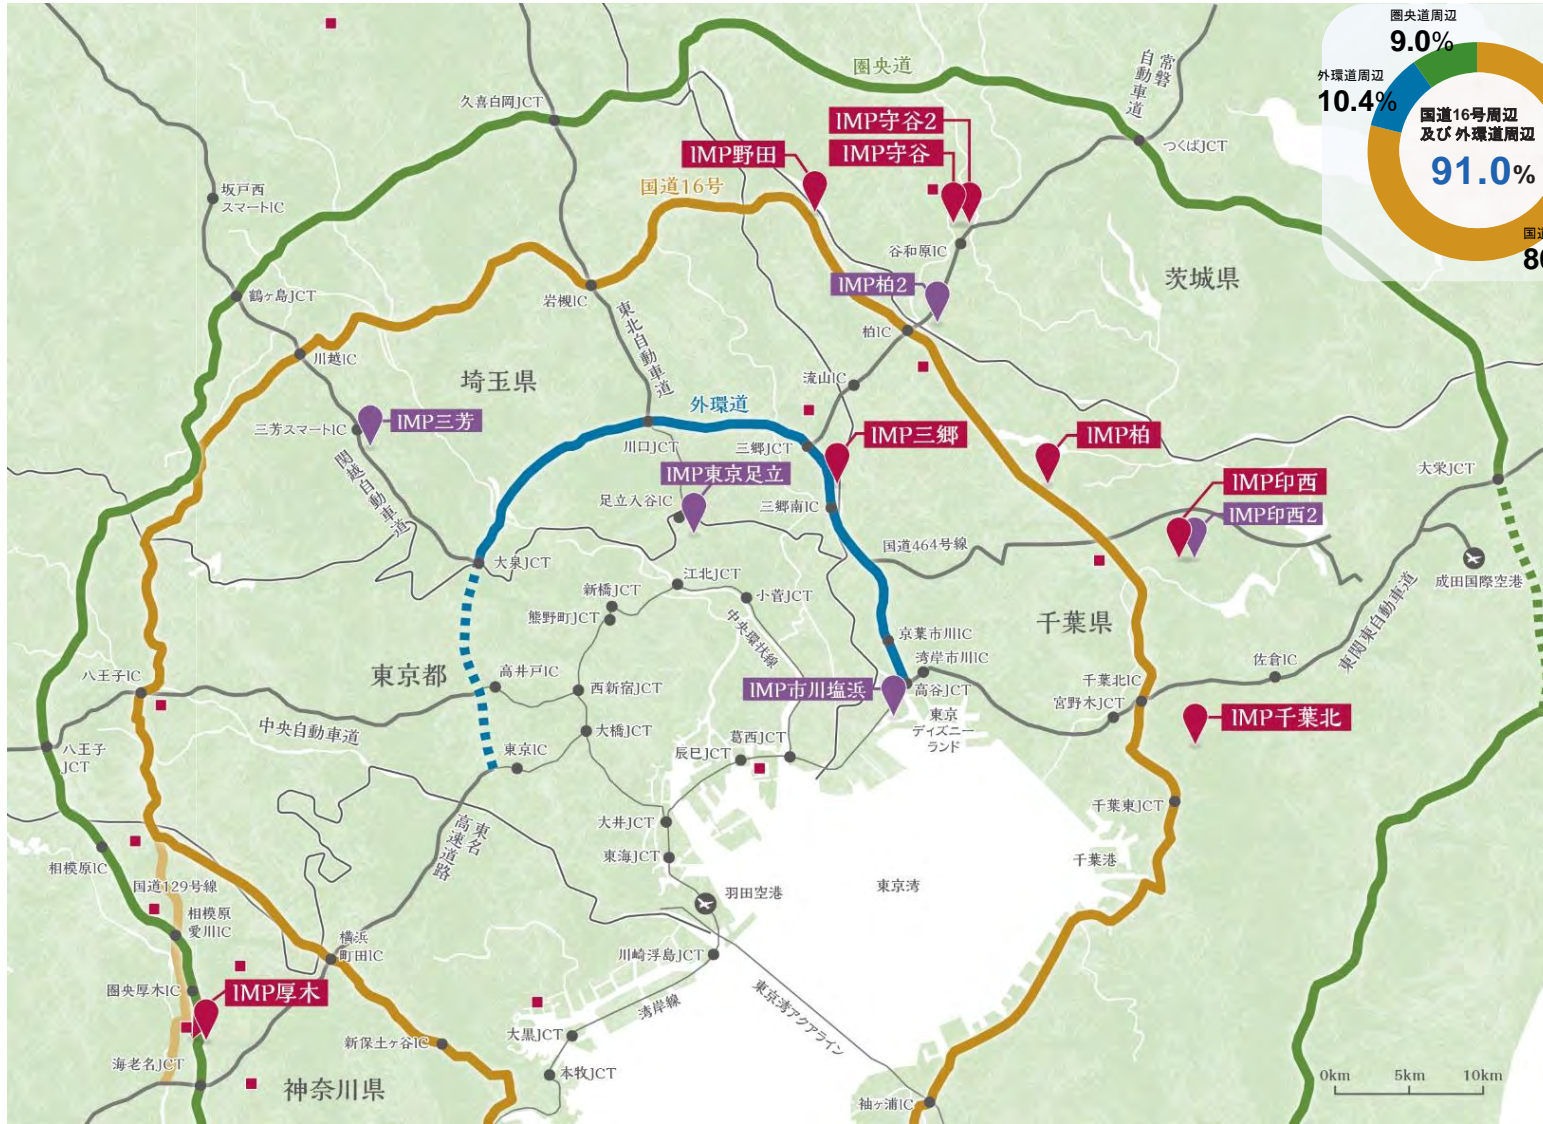 圏央道周辺
9.0%
外環道周辺
10.4%
国道16号周辺
及び 外環道周辺
91.0%
圏央道
常磐
自動車道
久喜白岡JCT
IMP守谷2
IMP守谷
IMP野田
つくばJCT
国道16号
坂戸西
スマートIC
谷和原IC
茨城県
IMP柏2
鶴ヶ島JCT
岩槻IC
東北自動車道
柏IC
川越IC
埼玉県
流山IC
外環道
IMP三芳
三芳スマートIC
関越自動車道
川口JCT
三郷JCT
IMP三郷
IMP柏
大栄JCT
IMP東京足立
足立入谷IC
三郷南IC
IMP印西
IMP印西2
国道464号線
大泉JCT
成田国際空港
新橋JCT
江北JCT
小菅JCT
熊野町JCT
中央環状線
千葉県
東関東自動車道
京葉市川IC
湾岸市川IC
佐倉IC
東京都
高井戸IC
西新宿JCT
IMP市川塩浜
高谷JCT
千葉北IC
宮野木JCT
八王子IC
中央自動車道
大橋JCT
東京
ディズニー
ランド
IMP千葉北
八王子
JCT
東京IC
辰巳JCT
葛西JCT
千葉東JCT
大井JCT
東名
高速道路
東海JCT
千葉港
相模原IC
国道129号線
羽田空港
東京湾
相模原
愛川IC
横浜
町田IC
川崎浮島JCT
圏央厚木IC
IMP厚木
湾岸線
東京湾アクアライン
大黒JCT
新保土ヶ谷IC
海老名JCT
本牧JCT
神奈川県
袖ヶ浦IC
0km
5km
10km